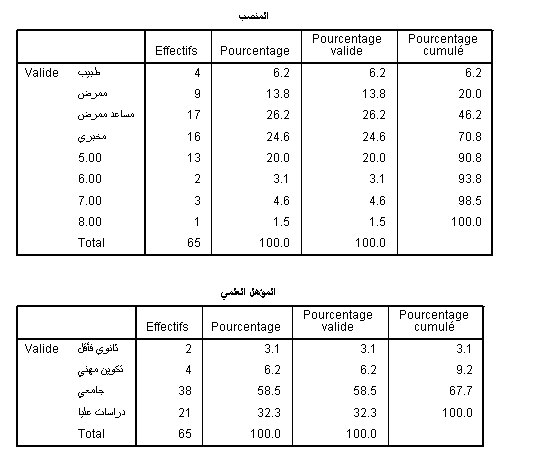 المنصب
Effectifs Pourcentage Pourcentage valide Pourcentage cumulé
Valide طبيب 4 6.2 6.2 6.2
ممرض 9 13.8 13.8 20.0
مساعد ممرض 17 26.2 26.2 46.2
مخبري 16 24.6 24.6 70.8
5.00 13 20.0 20.0 90.8
6.00 2 3.1 3.1 93.8
7.00 3 4.6 4.6 98.5
8.00 1 1.5 1.5 100.0
Total 65 100.0 100.0
المؤهل العلمي
Effectifs Pourcentage Pourcentage valide Pourcentage cumulé
Valide ثانوي فأقل 2 3.1 3.1 3.1
تكوين مهني 4 6.2 6.2 9.2
جامعي 38 58.5 58.5 67.7
دراسات عليا 21 32.3 32.3 100.0
Total 65 100.0 100.0